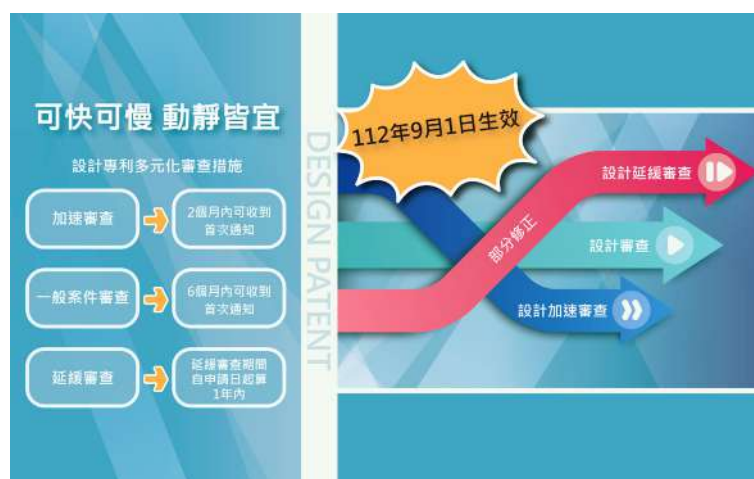 可快可慢 動靜皆宜
設計專利多元化審查措施
加速審查
2個月內可收到
首次通知
一般案件審查
6個月內可收到
首次通知
延緩審查
延緩審查期間
自申請日起算
1年內
DESIGN PATENT
112年9月1日生效
設計延緩審查
部分修正
設計審查
設計加速審查